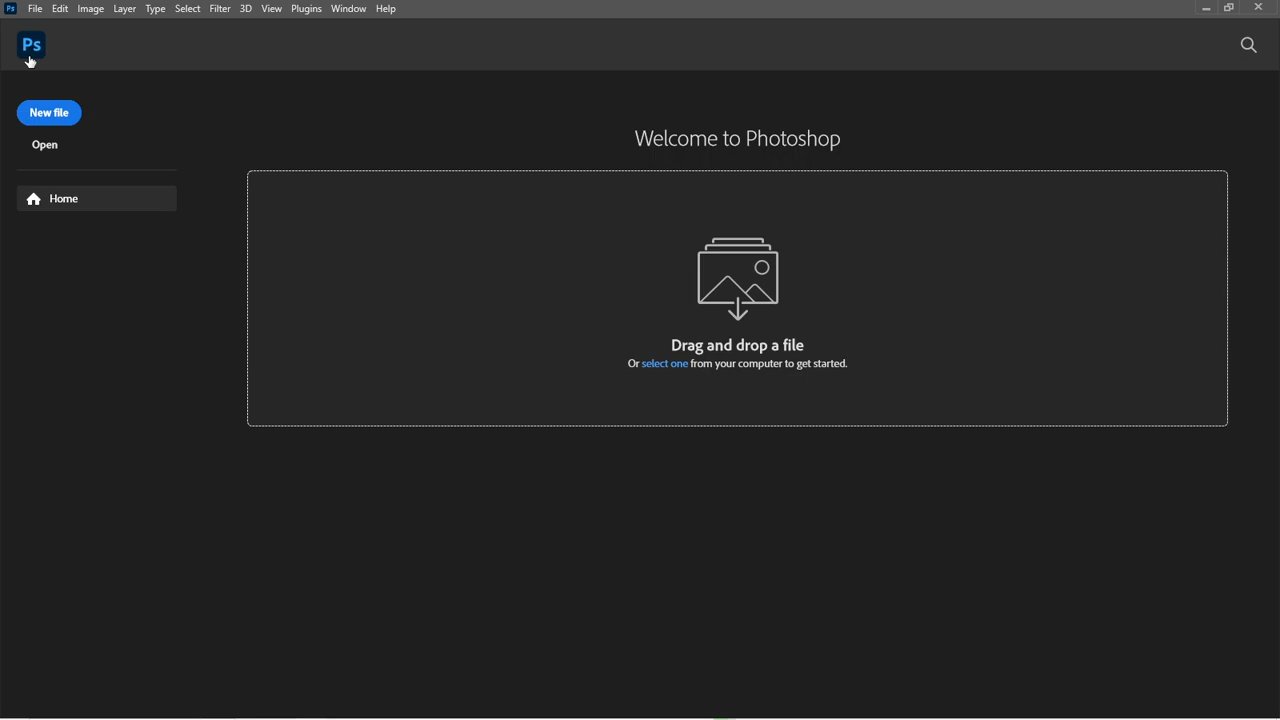 Ps File Edit Image Layer Type Select Filter 3D View Plugins Window Help
Ps
New file
Open
Home
Welcome to Photoshop
Drag and drop a file
Or select one from your computer to get started.